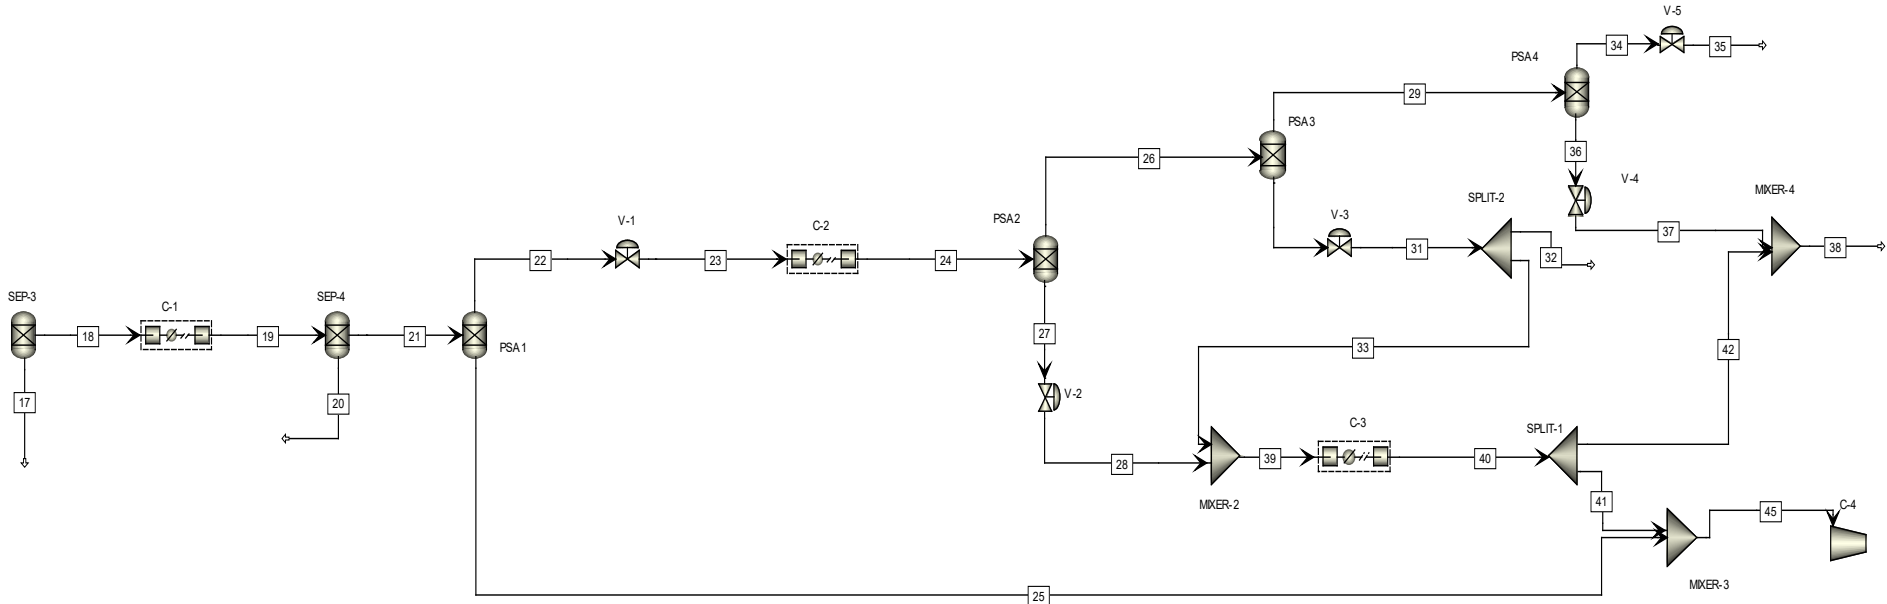 V-5
34
35
PSA4
29
PSA3
36
26
V-4
SPLIT-2
MIXER-4
PSA2
V-3
V-1
C-2
37
31
38
32
22
23
24
SEP-3
SEP-4
C-1
27
18
19
21
PSA1
33
42
17
20
V-2
C-3
SPLIT-1
28
39
40
MIXER-2
41
45
C-4
MIXER-3
25